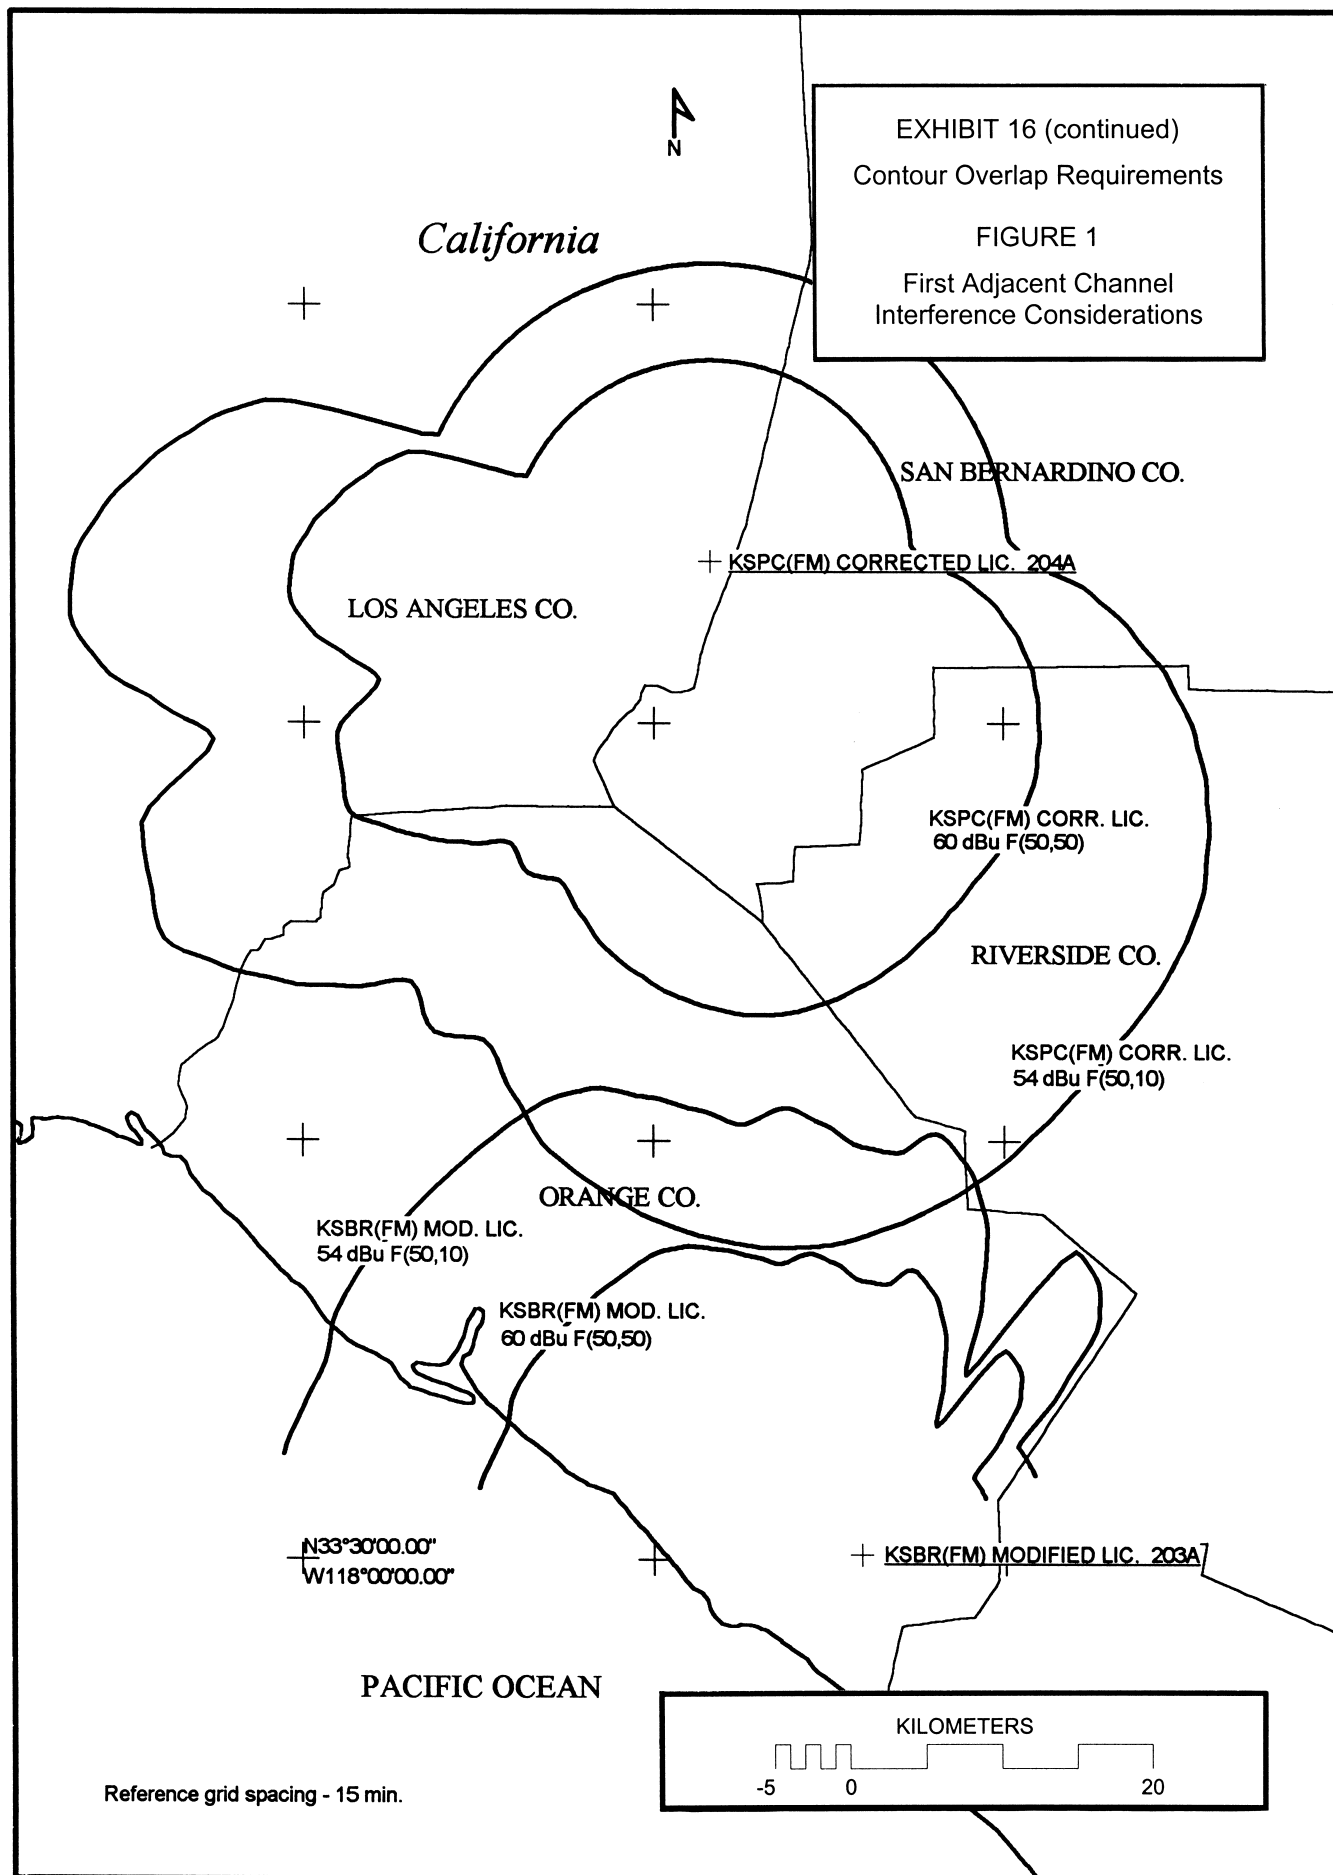 EXHIBIT 16 (continued)
Contour Overlap Requirements
FIGURE 1
First Adjacent Channel
Interference Considerations
N
California
SAN BERNARDINO CO.
KSPC(FM) CORRECTED LIC. 204A
LOS ANGELES CO.
KSPC(FM) CORR. LIC.
60 dBu F(50,50)
RIVERSIDE CO.
KSPC(FM) CORR. LIC.
54 dBu F(50,10)
ORANGE CO.
KSBR(FM) MOD. LIC.
54 dBu F(50,10)
KSBR(FM) MOD. LIC.
60 dBu F(50,50)
N33°30'00.00"
W118°00'00.00"
KSBR(FM) MODIFIED LIC. 203A
PACIFIC OCEAN
KILOMETERS
-5 0 20
Reference grid spacing - 15 min.